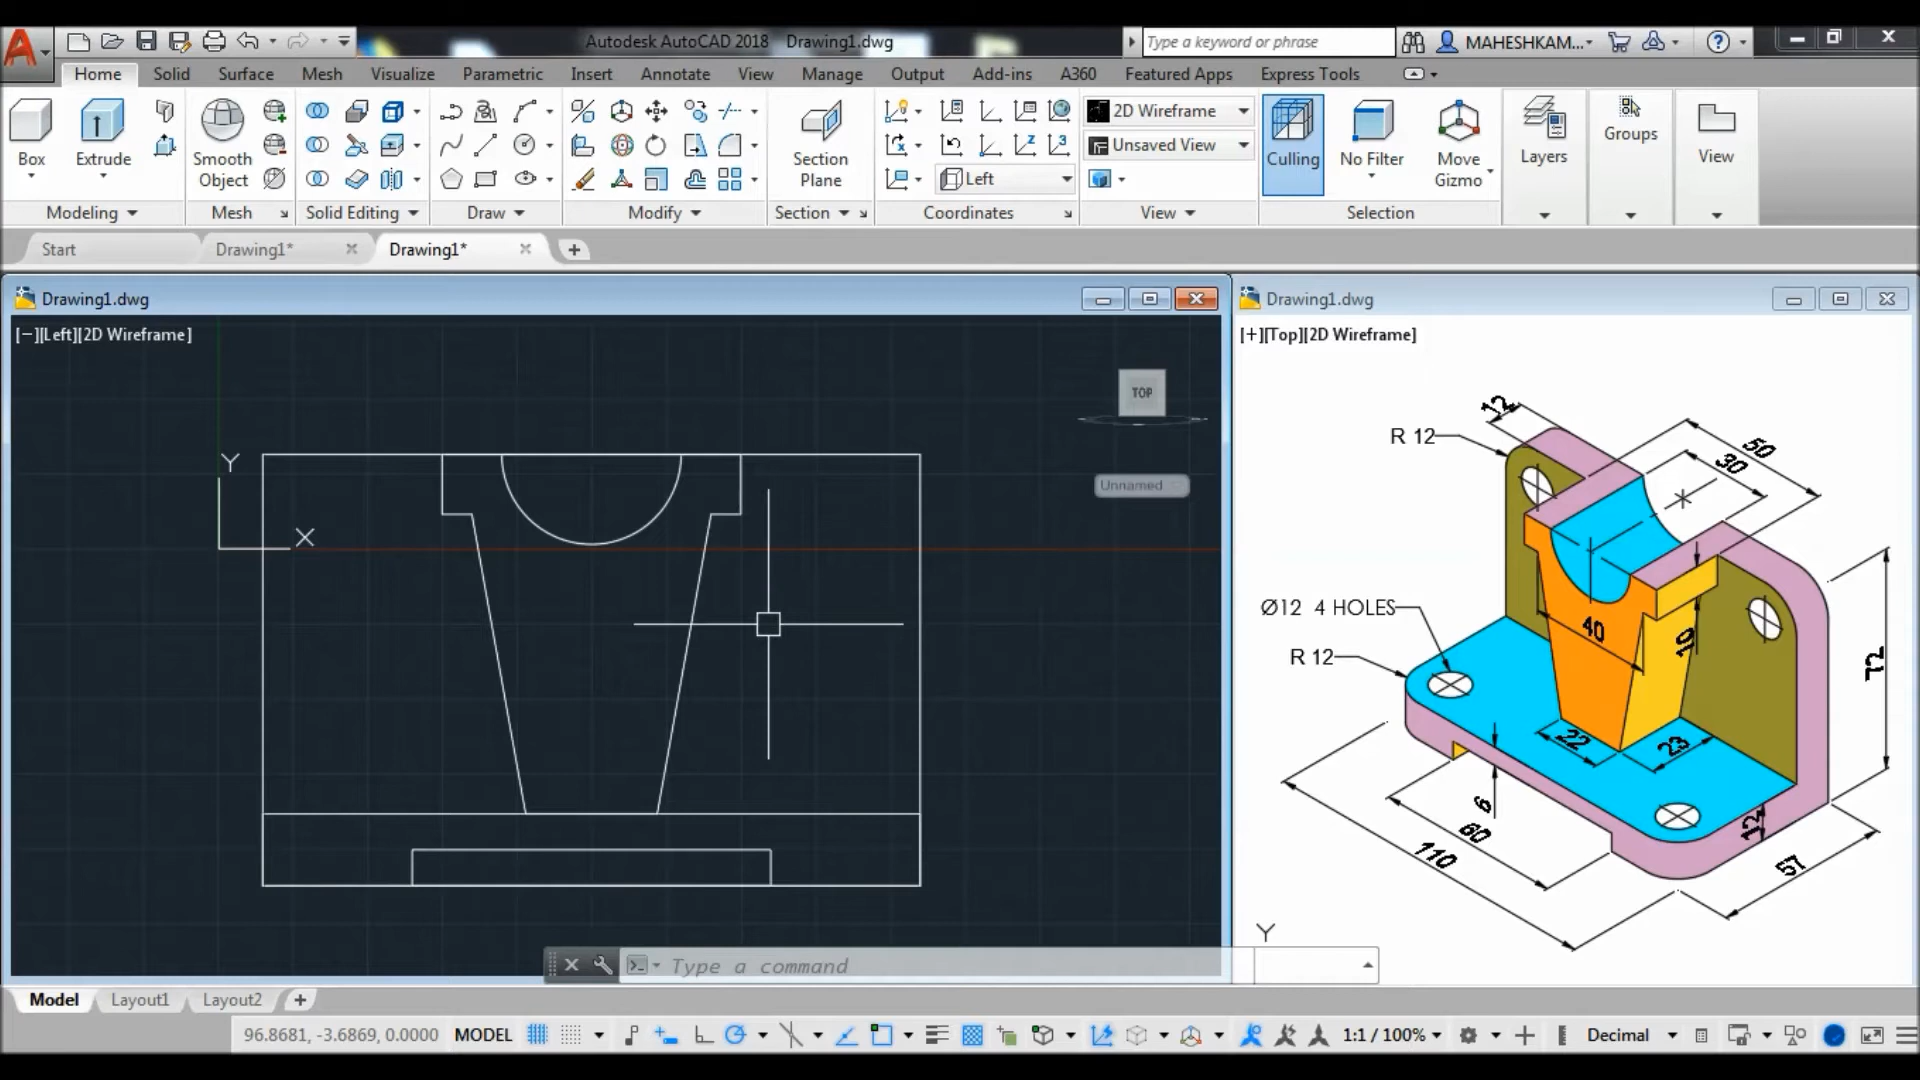 Autodesk AutoCAD 2018 Drawing1.dwg
Type a keyword or phrase
MAHESHKAM...
Home Solid Surface Mesh Visualize Parametric Insert Annotate View Manage Output Add-ins A360 Featured Apps Express Tools
Box
Extrude
Smooth
Object
Section
Plane
Left
2D Wireframe
Unsaved View
Culling
No Filter
Move
Gizmo
Layers
Groups
View
Modeling Mesh Solid Editing Draw Modify Section Coordinates View Selection
Start Drawing1* Drawing1*
Drawing1.dwg
[−][Left][2D Wireframe]
TOP
Unnamed
Y
X
Drawing1.dwg
[+][Top][2D Wireframe]
12
R 12
50
30
Ø12 4 HOLES
R 12
40
10
72
22
23
6
60
110
12
57
Y
Type a command
Model Layout1 Layout2
96.8681, -3.6869, 0.0000 MODEL 1:1 / 100% Decimal